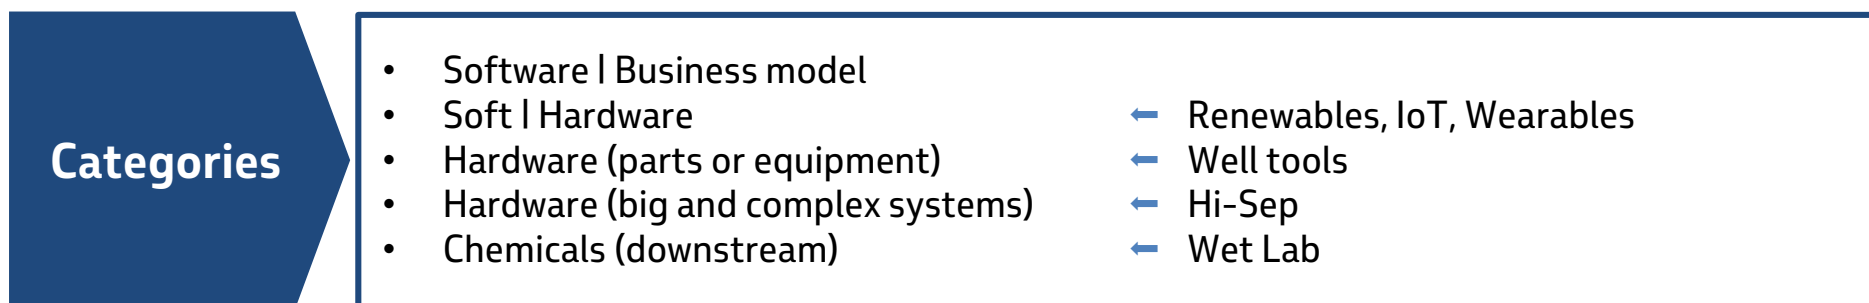 Categories
• Software | Business model
• Soft | Hardware ← Renewables, IoT, Wearables
• Hardware (parts or equipment) ← Well tools
• Hardware (big and complex systems) ← Hi-Sep
• Chemicals (downstream) ← Wet Lab